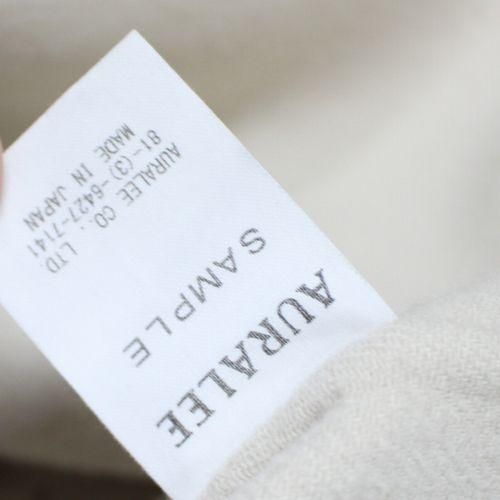 AURALEE
SAMPLE
AURALEE CO., LTD.
81-(3)-6427-7141
MADE IN JAPAN